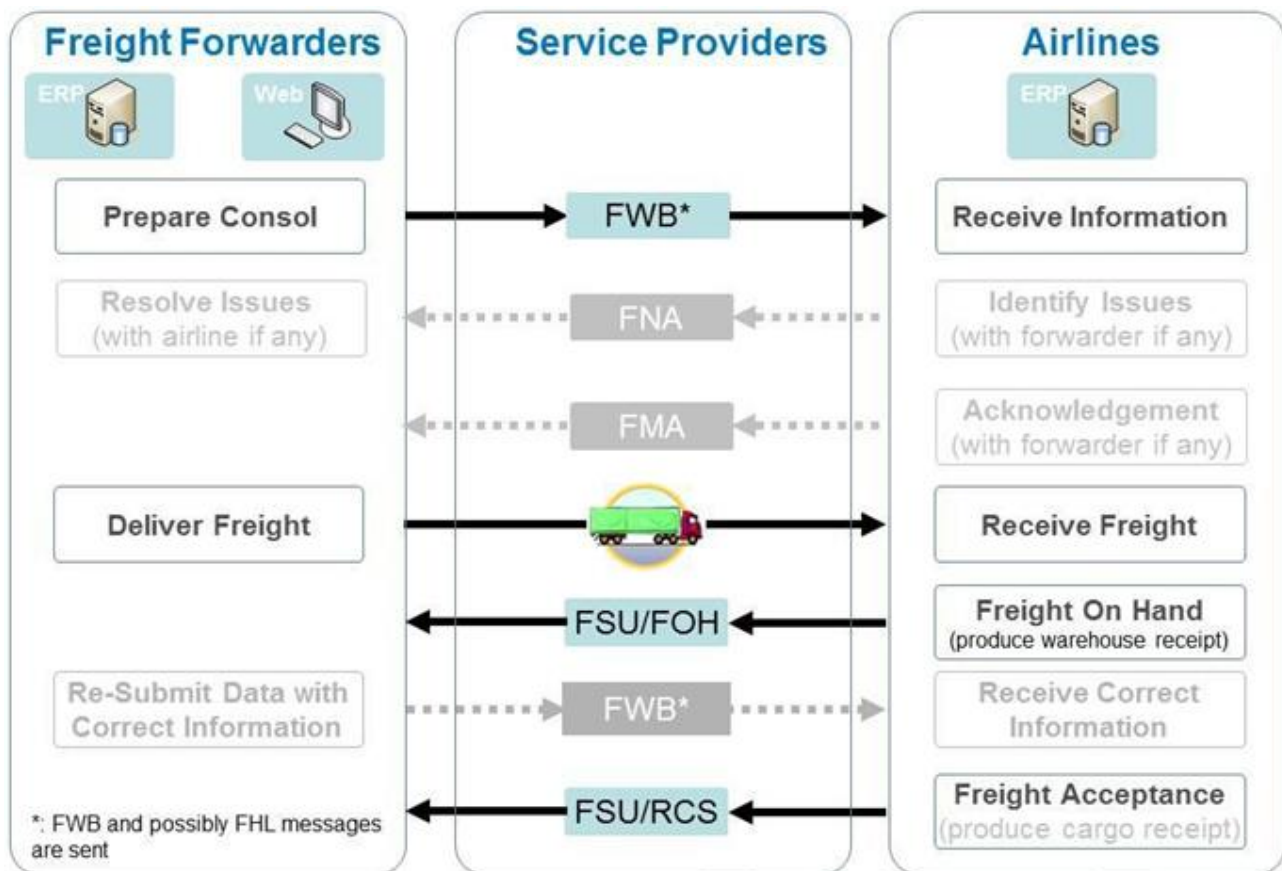 Freight Forwarders
Service Providers
Airlines
ERP
Web
ERP
Prepare Consol
FWB*
Receive Information
Resolve Issues
(with airline if any)
FNA
Identify Issues
(with forwarder if any)
FMA
Acknowledgement
(with forwarder if any)
Deliver Freight
Receive Freight
FSU/FOH
Freight On Hand
(produce warehouse receipt)
Re-Submit Data with
Correct Information
FWB*
Receive Correct
Information
FSU/RCS
Freight Acceptance
(produce cargo receipt)
*: FWB and possibly FHL messages
are sent